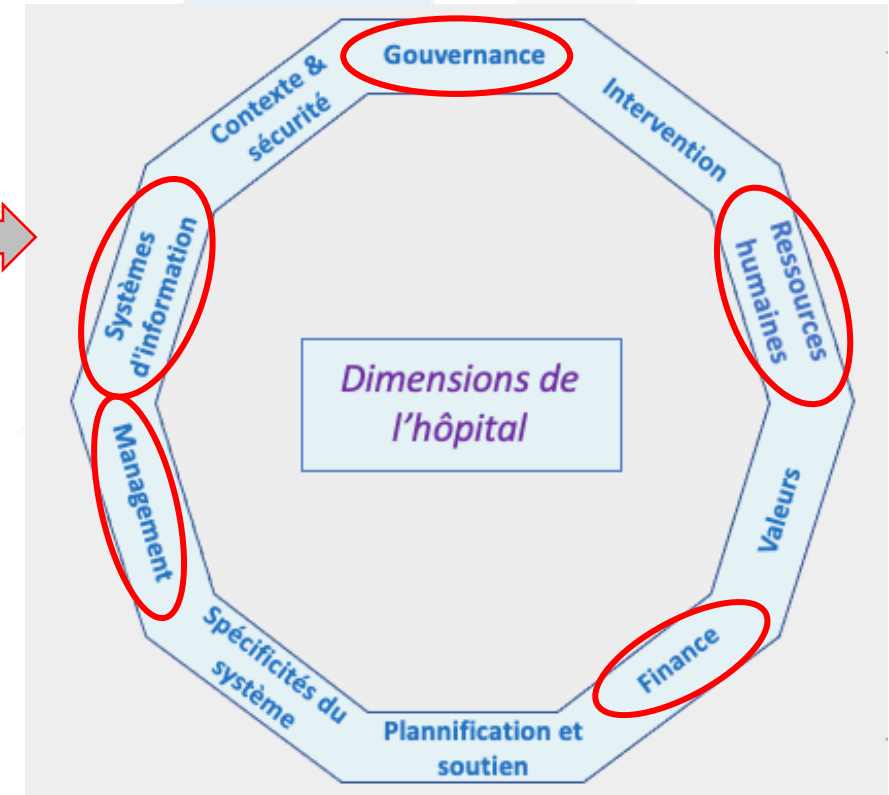 Gouvernance
Intervention
Ressources
humaines
Valeurs
Finance
Plannification et
soutien
Spécificités du
système
Management
Systèmes
d'information
Contexte &
sécurité
Dimensions de
l'hôpital